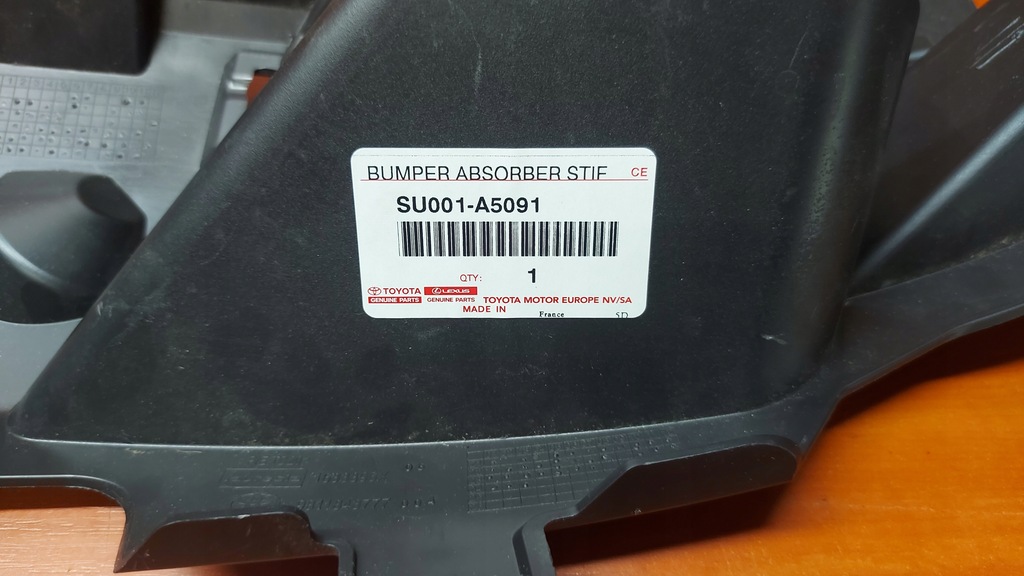 BUMPER ABSORBER STIF CE
SU001-A5091
QTY: 1
TOYOTA LEXUS
GENUINE PARTS GENUINE PARTS TOYOTA MOTOR EUROPE NV/SA
MADE IN France SD